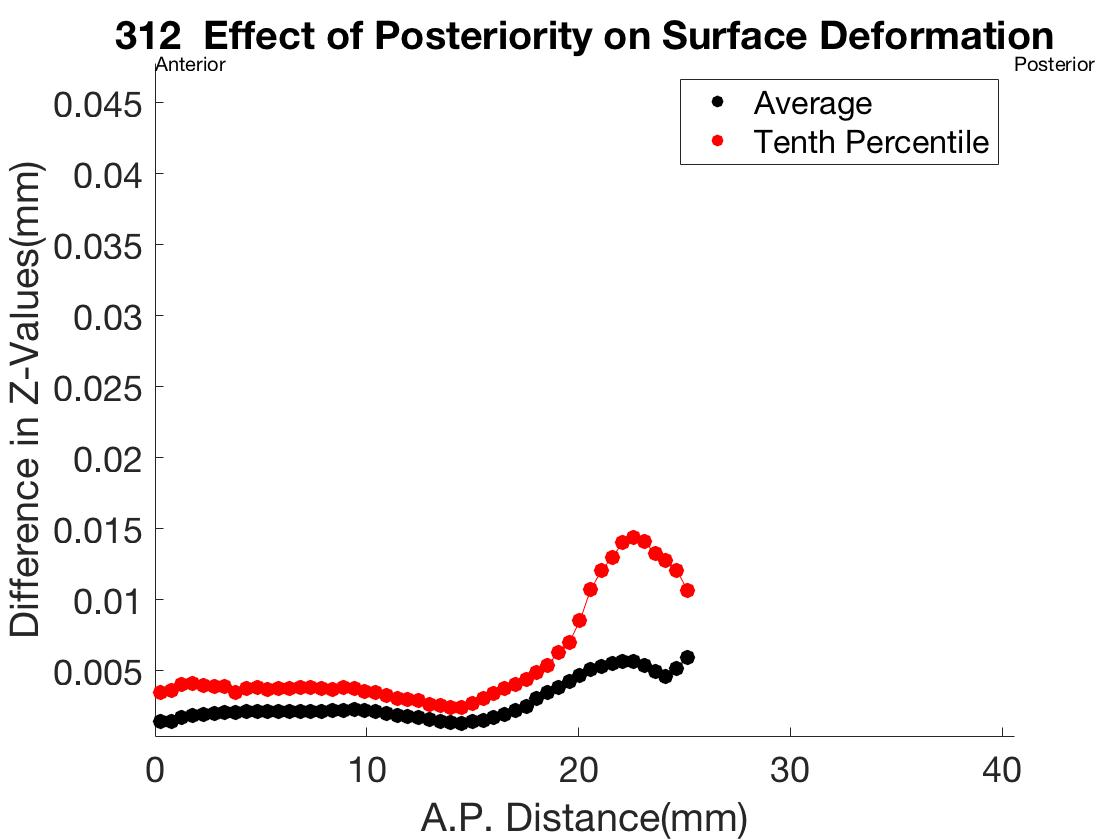 312  Effect of Posteriority on Surface Deformation
Anterior
Posterior
Average
Tenth Percentile
Difference in Z-Values(mm)
0.045
0.04
0.035
0.03
0.025
0.02
0.015
0.01
0.005
0
10
20
30
40
A.P. Distance(mm)